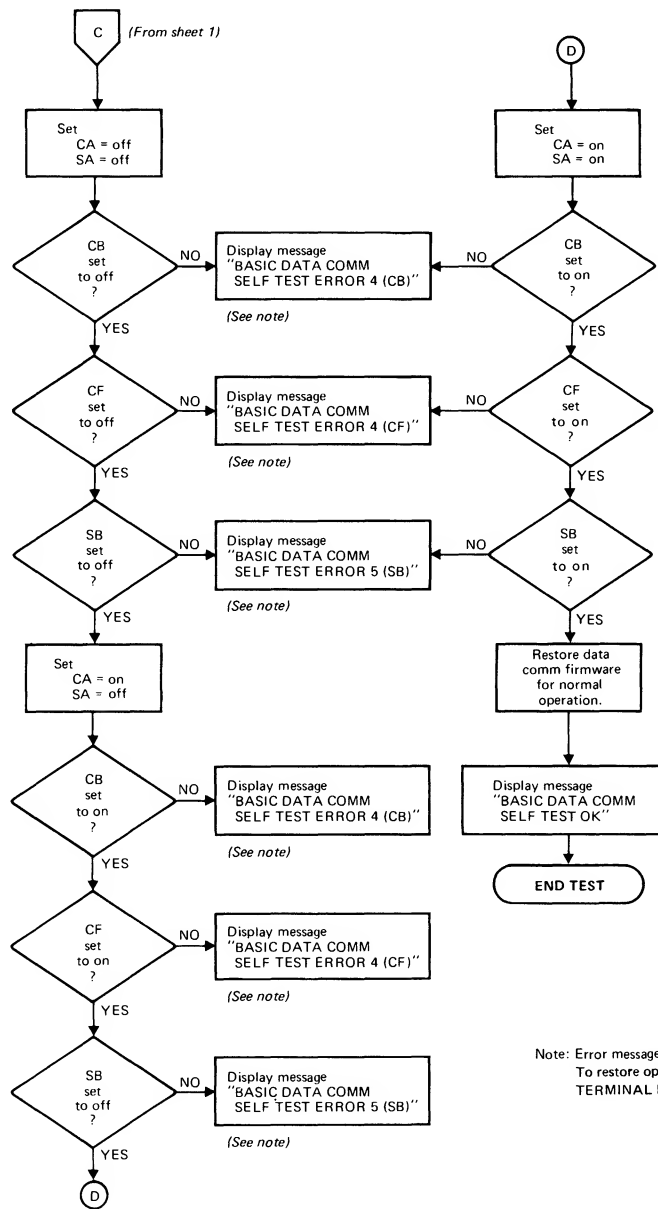 C
(From sheet 1)
Set
CA = off
SA = off
CB
set
to off
?
NO
Display message
"BASIC DATA COMM
SELF TEST ERROR 4 (CB)"
(See note)
YES
CF
set
to off
?
NO
Display message
"BASIC DATA COMM
SELF TEST ERROR 4 (CF)"
(See note)
YES
SB
set
to off
?
NO
Display message
"BASIC DATA COMM
SELF TEST ERROR 5 (SB)"
(See note)
YES
Set
CA = on
SA = off
CB
set
to on
?
NO
Display message
"BASIC DATA COMM
SELF TEST ERROR 4 (CB)"
(See note)
YES
CF
set
to on
?
NO
Display message
"BASIC DATA COMM
SELF TEST ERROR 4 (CF)"
(See note)
YES
SB
set
to off
?
NO
Display message
"BASIC DATA COMM
SELF TEST ERROR 5 (SB)"
(See note)
YES
D
D
Set
CA = on
SA = on
CB
set
to on
?
NO
YES
CF
set
to on
?
NO
YES
SB
set
to on
?
NO
YES
Restore data
comm firmware
for normal
operation.
Display message
"BASIC DATA COMM
SELF TEST OK"
END TEST
Note: Error message
To restore op
TERMINAL